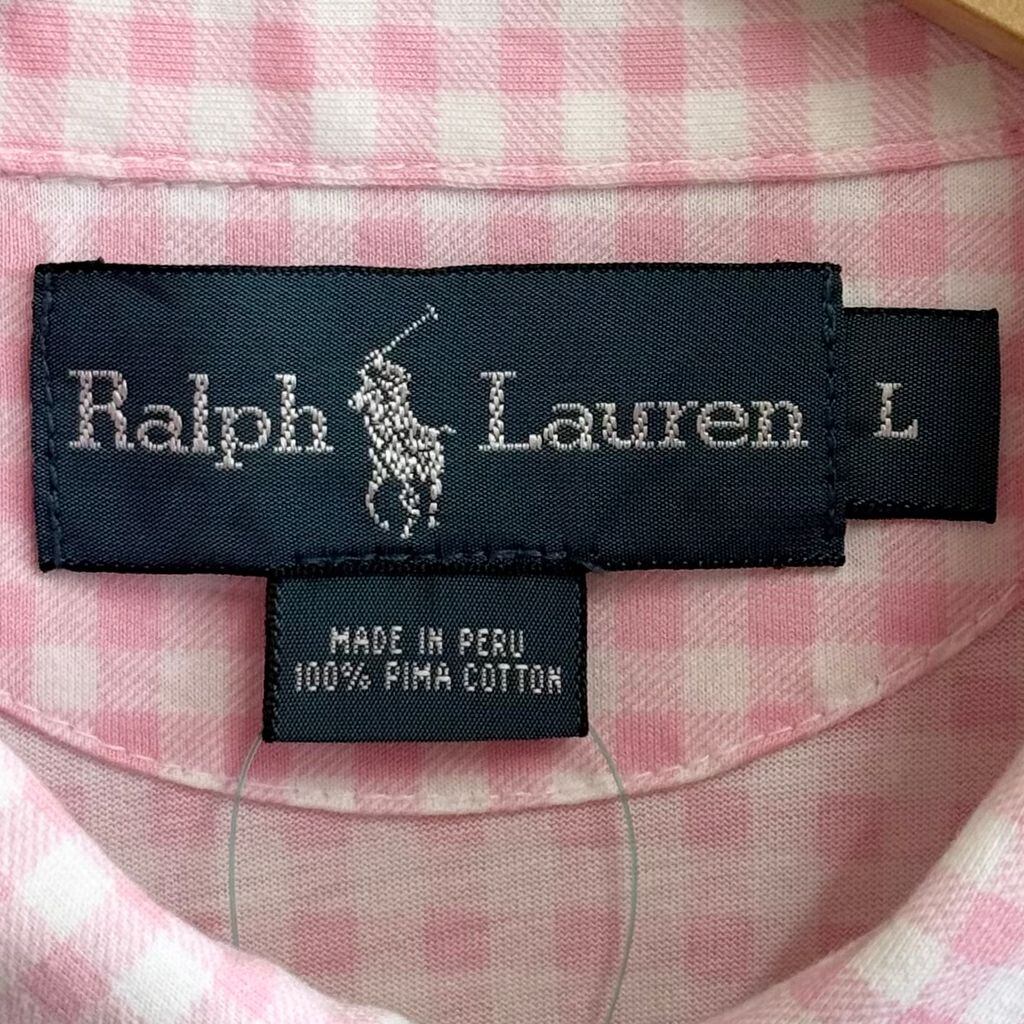 Ralph Lauren
L
MADE IN PERU
100% PIMA COTTON